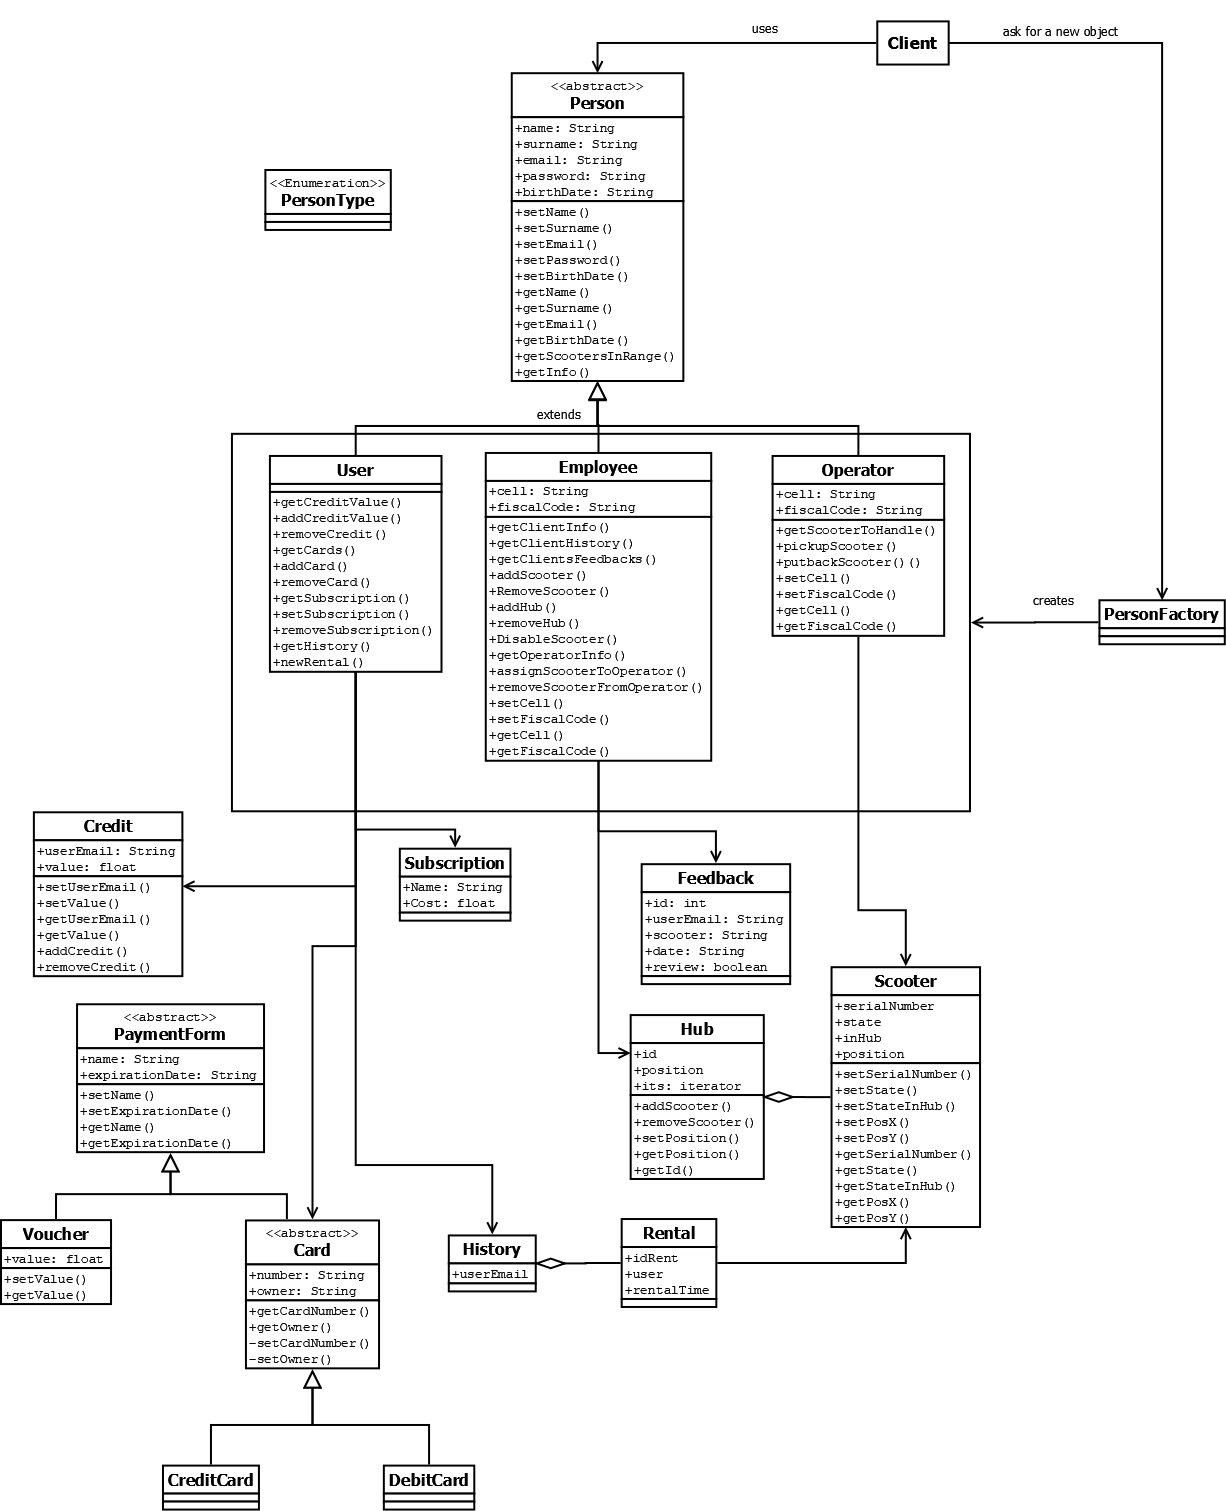 uses
Client
ask for a new object
<<abstract>>
Person
+name: String
+surname: String
+email: String
+password: String
+birthDate: String
+setName()
+setSurname()
+setEmail()
+setPassword()
+setBirthDate()
+getName()
+getSurname()
+getEmail()
+getBirthDate()
+getScootersInRange()
+getInfo()
<<Enumeration>>
PersonType
extends
User
+getCreditValue()
+addCreditValue()
+removeCredit()
+getCards()
+addCard()
+removeCard()
+getSubscription()
+setSubscription()
+removeSubscription()
+getHistory()
+newRental()
Employee
+cell: String
+fiscalCode: String
+getClientInfo()
+getClientHistory()
+getClientsFeedbacks()
+addScooter()
+RemoveScooter()
+addHub()
+removeHub()
+DisableScooter()
+getOperatorInfo()
+assignScooterToOperator()
+removeScooterFromOperator()
+setCell()
+setFiscalCode()
+getCell()
+getFiscalCode()
Operator
+cell: String
+fiscalCode: String
+getScooterToHandle()
+pickupScooter()
+putbackScooter()()
+setCell()
+setFiscalCode()
+getCell()
+getFiscalCode()
creates
PersonFactory
Credit
+userEmail: String
+value: float
+setUserEmail()
+setValue()
+getUserEmail()
+getValue()
+addCredit()
+removeCredit()
Subscription
+Name: String
+Cost: float
Feedback
+id: int
+userEmail: String
+scooter: String
+date: String
+review: boolean
Scooter
+serialNumber
+state
+inHub
+position
+setSerialNumber()
+setState()
+setStateInHub()
+setPosX()
+setPosY()
+getSerialNumber()
+getState()
+getStateInHub()
+getPosX()
+getPosY()
<<abstract>>
PaymentForm
+name: String
+expirationDate: String
+setName()
+setExpirationDate()
+getName()
+getExpirationDate()
Hub
+id
+position
+its: iterator
+addScooter()
+removeScooter()
+setPosition()
+getPosition()
+getId()
Voucher
+value: float
+setValue()
+getValue()
<<abstract>>
Card
+number: String
+owner: String
+getCardNumber()
+getOwner()
-setCardNumber()
-setOwner()
History
+userEmail
Rental
+idRent
+user
+rentalTime
CreditCard
DebitCard